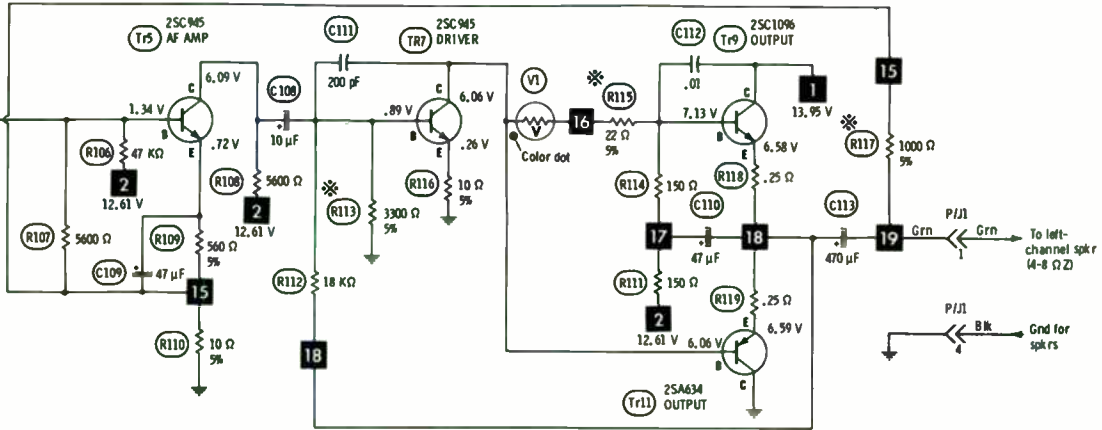 2SC945
Tr5 AF AMP
C111
200 pF
2SC945
TR7 DRIVER
C112
.01
2SC1096
Tr9 OUTPUT
C
6.09 V
1.34 V
B
E
.72 V
C108
+
10 μF
C
6.06 V
.89 V
B
E
.26 V
V1
V
Color dot
16
※
R115
22 Ω
5%
C
7.13 V
B
E
6.58 V
1
13.95 V
15
※
R117
1000 Ω
5%
R106
47 KΩ
2
12.61 V
R108
5600 Ω
2
12.61 V
※
R113
3300 Ω
5%
R116
10 Ω
5%
R114
150 Ω
R118
.25 Ω
R107
5600 Ω
R109
560 Ω
5%
C109
+
47 μF
15
R110
10 Ω
5%
R112
18 KΩ
18
17
C110
+
47 μF
18
C113
+
470 μF
19
Grn
P/J1
1
Grn
To left-
channel spkr
(4-8 Ω Z)
R111
150 Ω
2
12.61 V
R119
.25 Ω
E
6.59 V
6.06 V
B
C
2SA634
Tr11 OUTPUT
P/J1
4
Blk
Gnd for
spkrs